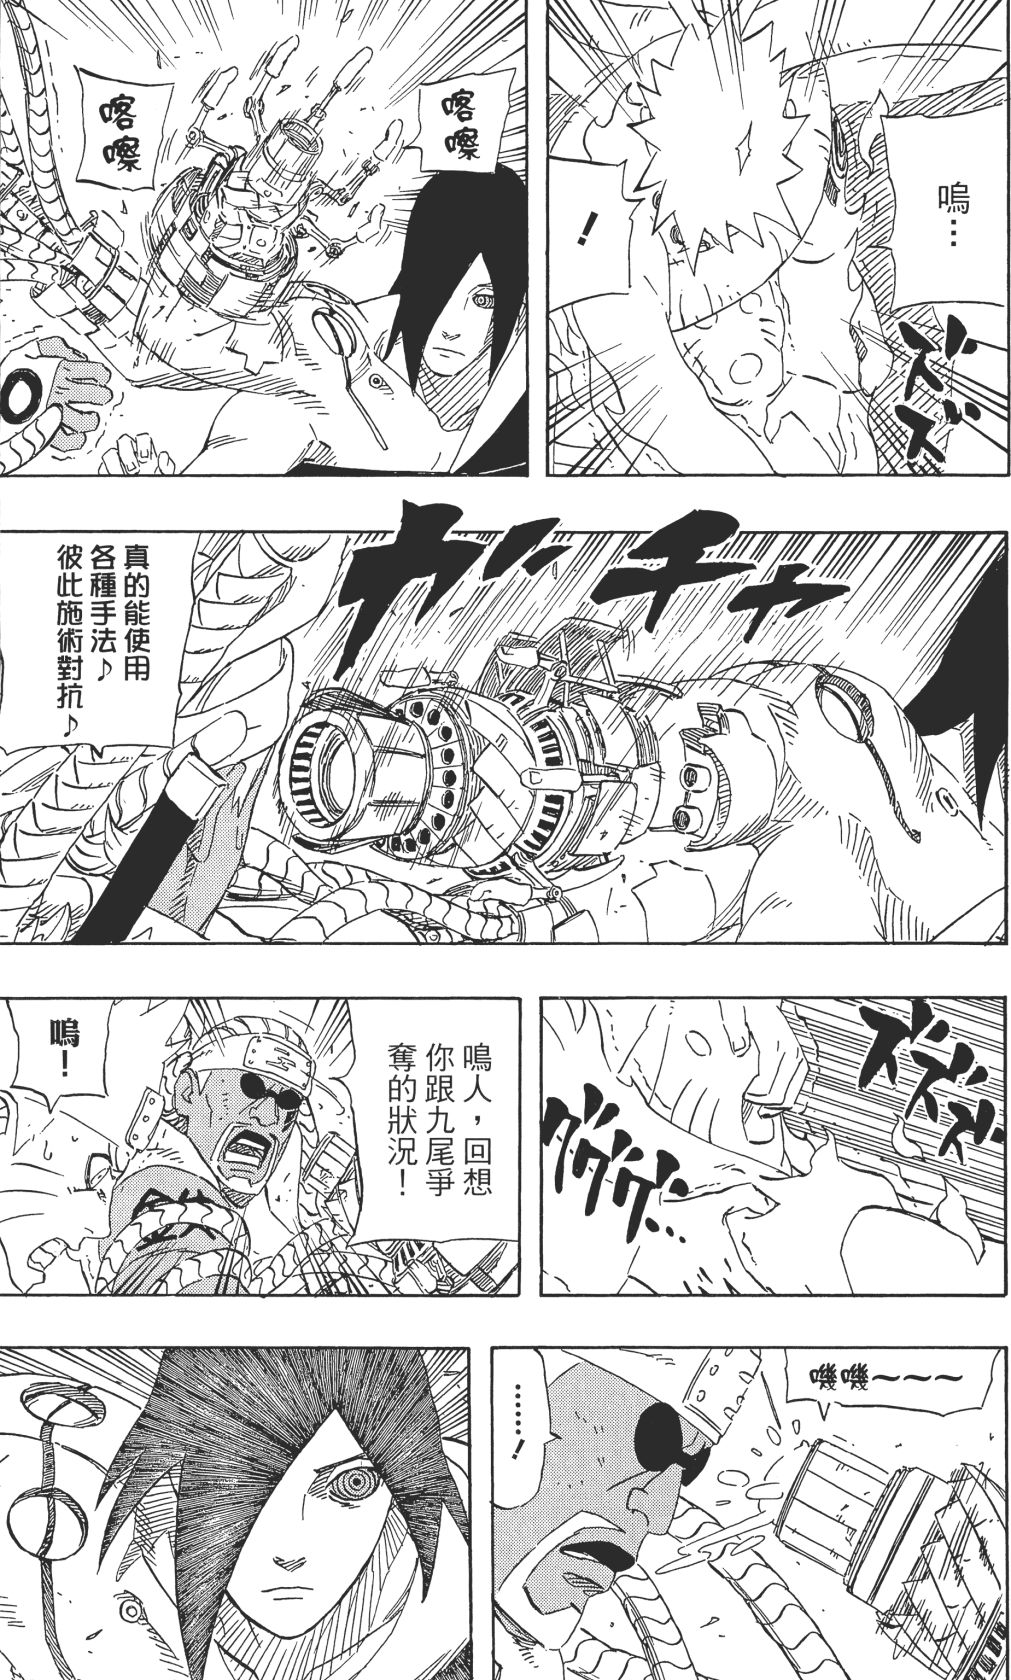 嗚…
！
ズズ
喀嚓
喀嚓
ガチャ
真的能使用
各種手法♪
彼此施術對抗♪
ズズズ
ググ…
鳴人，回想
你跟九尾爭
奪的狀況！
嗚！
嘰嘰～～～
……！